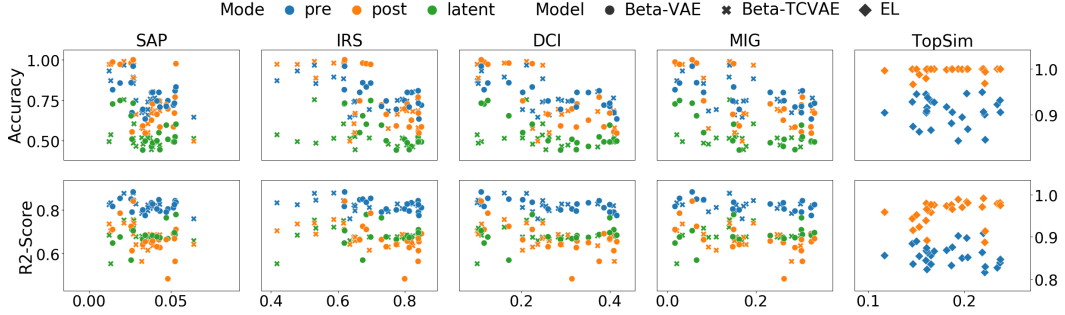 Mode pre post latent Model Beta-VAE Beta-TCVAE EL
SAP IRS DCI MIG TopSim
1.00 1.0
Accuracy
0.75
0.9
0.50
1.0
0.8
R2-Score
0.9
0.6
0.8
0.00 0.05 0.4 0.6 0.8 0.2 0.4 0.0 0.2 0.1 0.2